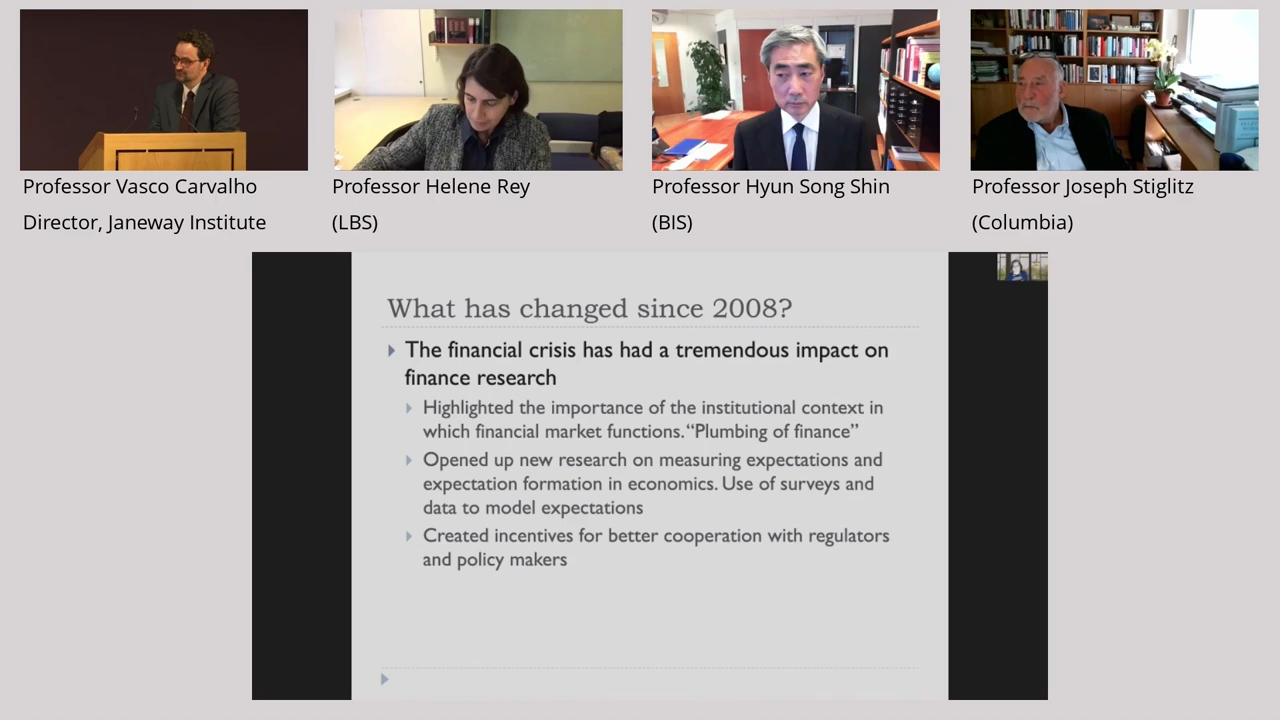 Professor Vasco Carvalho
Director, Janeway Institute
Professor Helene Rey
(LBS)
Professor Hyun Song Shin
(BIS)
Professor Joseph Stiglitz
(Columbia)
What has changed since 2008?
The financial crisis has had a tremendous impact on
finance research
Highlighted the importance of the institutional context in
which financial market functions. “Plumbing of finance”
Opened up new research on measuring expectations and
expectation formation in economics. Use of surveys and
data to model expectations
Created incentives for better cooperation with regulators
and policy makers